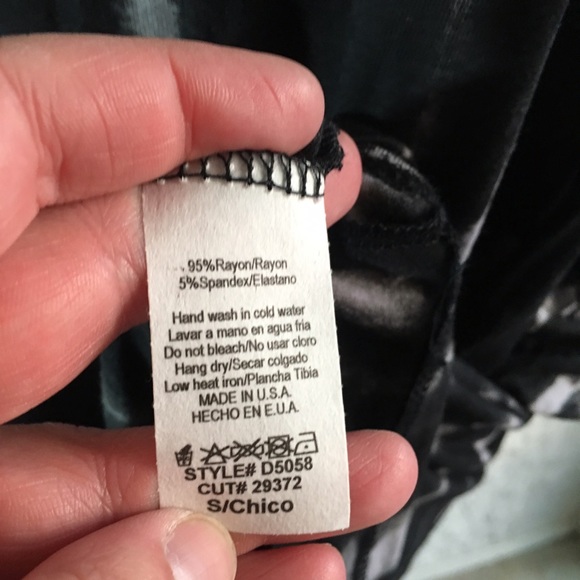 95%Rayon/Rayon
5%Spandex/Elastano
Hand wash in cold water
Lavar a mano en agua fria
Do not bleach/No usar cloro
Hang dry/Secar colgado
Low heat iron/Plancha Tibia
MADE IN U.S.A.
HECHO EN E.U.A.
STYLE# D5058
CUT# 29372
S/Chico